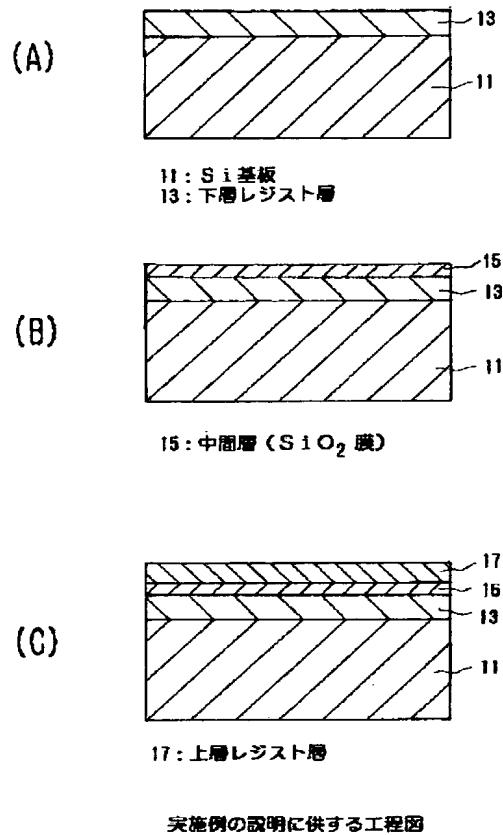 (A)
13
11
11:Si基板
13:下層レジスト層
(B)
15
13
11
15:中間層(SiO₂膜)
(C)
17
16
13
11
17:上層レジスト層
実施例の説明に供する工程図